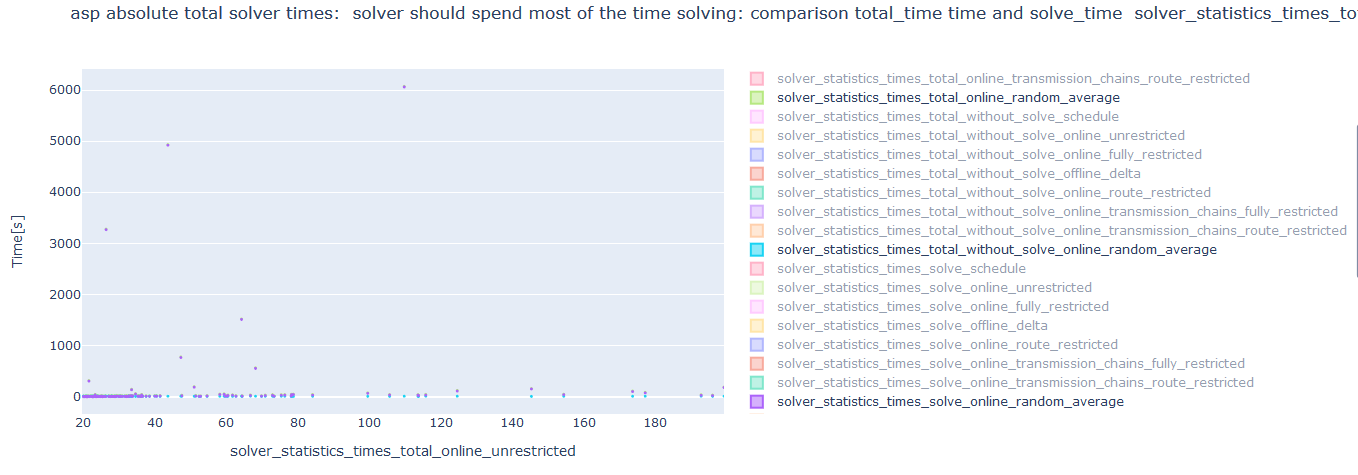 asp absolute total solver times:  solver should spend most of the time solving: comparison total_time time and solve_time  solver_statistics_times_to
6000
5000
4000
3000
2000
1000
0
Time[s]
20 40 60 80 100 120 140 160 180
solver_statistics_times_total_online_unrestricted
solver_statistics_times_total_online_transmission_chains_route_restricted
solver_statistics_times_total_online_random_average
solver_statistics_times_total_without_solve_schedule
solver_statistics_times_total_without_solve_online_unrestricted
solver_statistics_times_total_without_solve_online_fully_restricted
solver_statistics_times_total_without_solve_offline_delta
solver_statistics_times_total_without_solve_online_route_restricted
solver_statistics_times_total_without_solve_online_transmission_chains_fully_restricted
solver_statistics_times_total_without_solve_online_transmission_chains_route_restricted
solver_statistics_times_total_without_solve_online_random_average
solver_statistics_times_solve_schedule
solver_statistics_times_solve_online_unrestricted
solver_statistics_times_solve_online_fully_restricted
solver_statistics_times_solve_offline_delta
solver_statistics_times_solve_online_route_restricted
solver_statistics_times_solve_online_transmission_chains_fully_restricted
solver_statistics_times_solve_online_transmission_chains_route_restricted
solver_statistics_times_solve_online_random_average